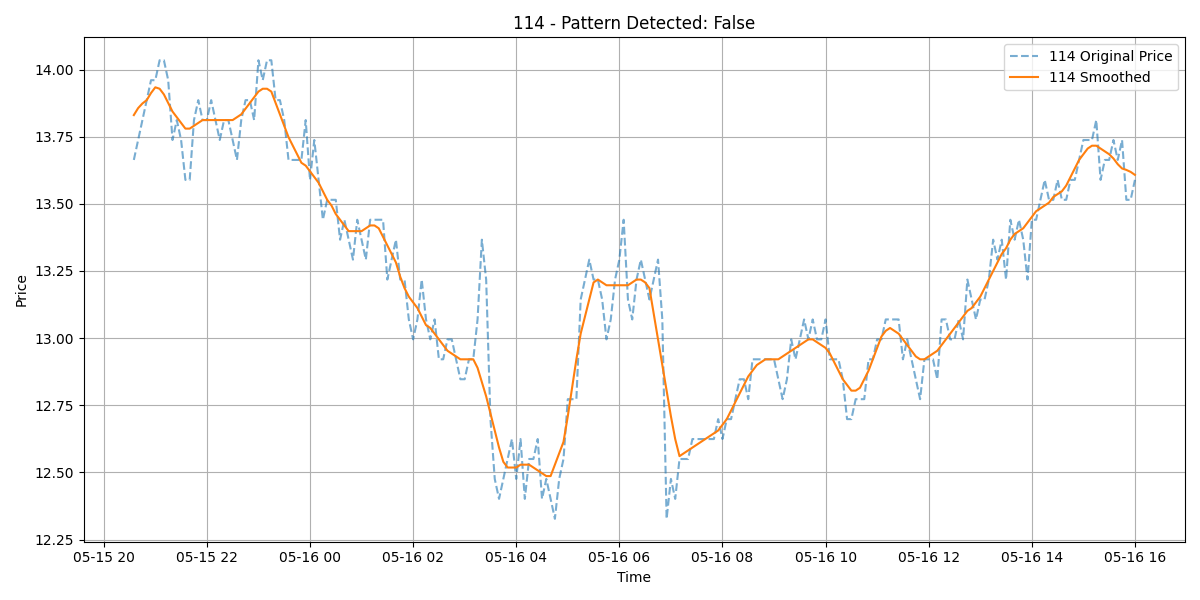 114 - Pattern Detected: False
114 Original Price
114 Smoothed
Price
14.00
13.75
13.50
13.25
13.00
12.75
12.50
12.25
05-15 20 05-15 22 05-16 00 05-16 02 05-16 04 05-16 06 05-16 08 05-16 10 05-16 12 05-16 14 05-16 16
Time